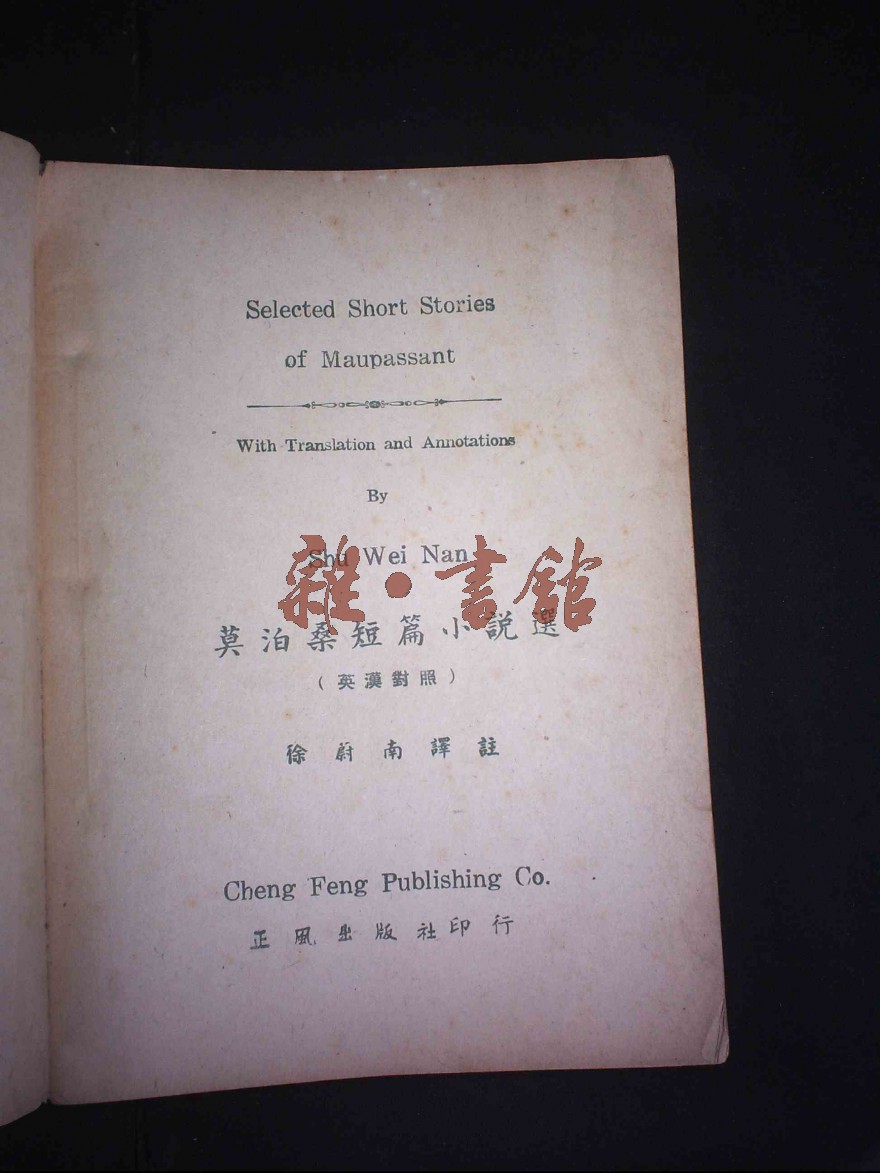 Selected Short Stories
of Maupassant
With Translation and Annotations
By
Shu Wei Nan
雜·書館
莫泊桑短篇小説選
(英漢對照)
徐蔚南譯註
Cheng Feng Publishing Co.
正風出版社印行